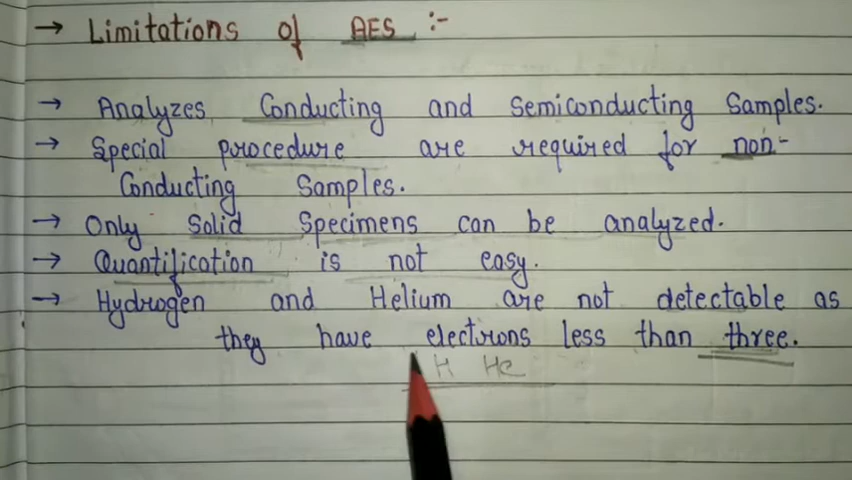 → Limitations of AES :-
→ Analyzes Conducting and Semiconducting Samples.
→ Special procedure are required for non-
Conducting Samples.
→ Only Solid Specimens can be analyzed.
→ Quantification is not easy.
→ Hydrogen and Helium are not detectable as
they have electrons less than three.
H He